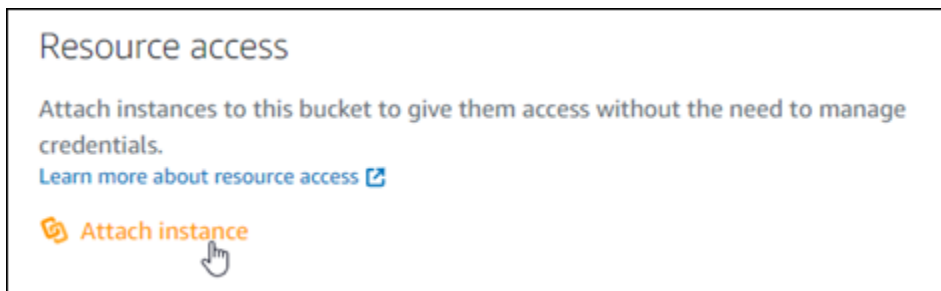 Resource access
Attach instances to this bucket to give them access without the need to manage
credentials.
Learn more about resource access
Attach instance